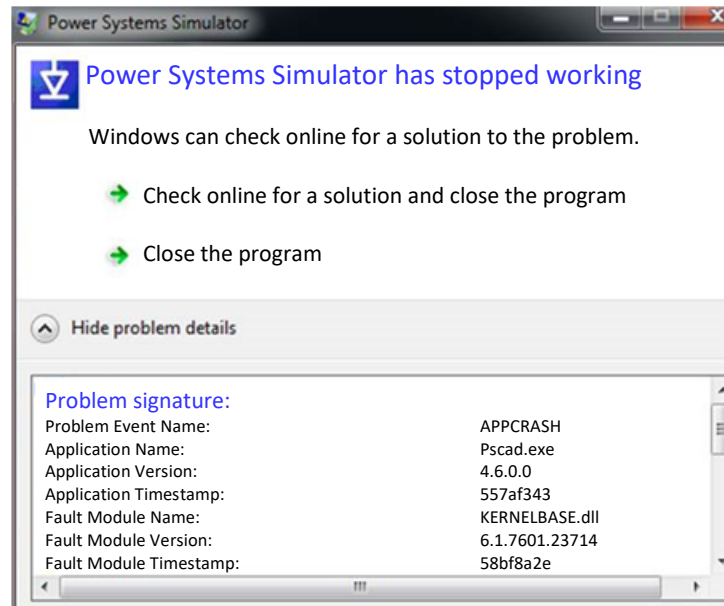 Power Systems Simulator
Power Systems Simulator has stopped working
Windows can check online for a solution to the problem.
Check online for a solution and close the program
Close the program
Hide problem details
Problem signature:
Problem Event Name: APPCRASH
Application Name: Pscad.exe
Application Version: 4.6.0.0
Application Timestamp: 557af343
Fault Module Name: KERNELBASE.dll
Fault Module Version: 6.1.7601.23714
Fault Module Timestamp: 58bf8a2e